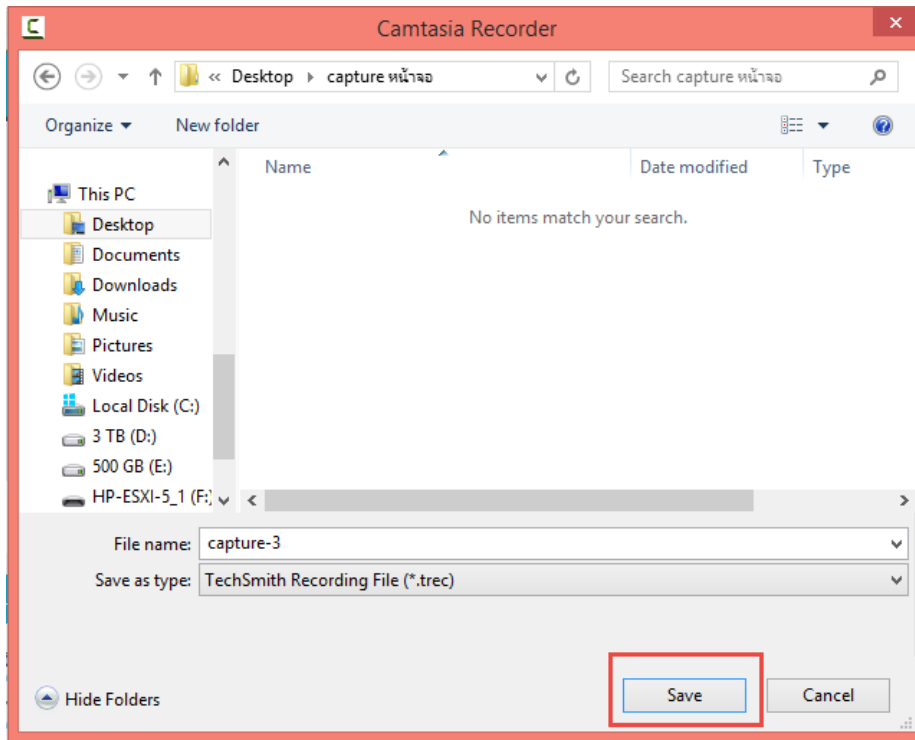 Camtasia Recorder
« Desktop capture หน้าจอ
Search capture หน้าจอ
Organize
New folder
Name
Date modified
Type
No items match your search.
This PC
Desktop
Documents
Downloads
Music
Pictures
Videos
Local Disk (C:)
3 TB (D:)
500 GB (E:)
HP-ESXI-5_1 (F:)
File name: capture-3
Save as type: TechSmith Recording File (*.trec)
Hide Folders
Save
Cancel